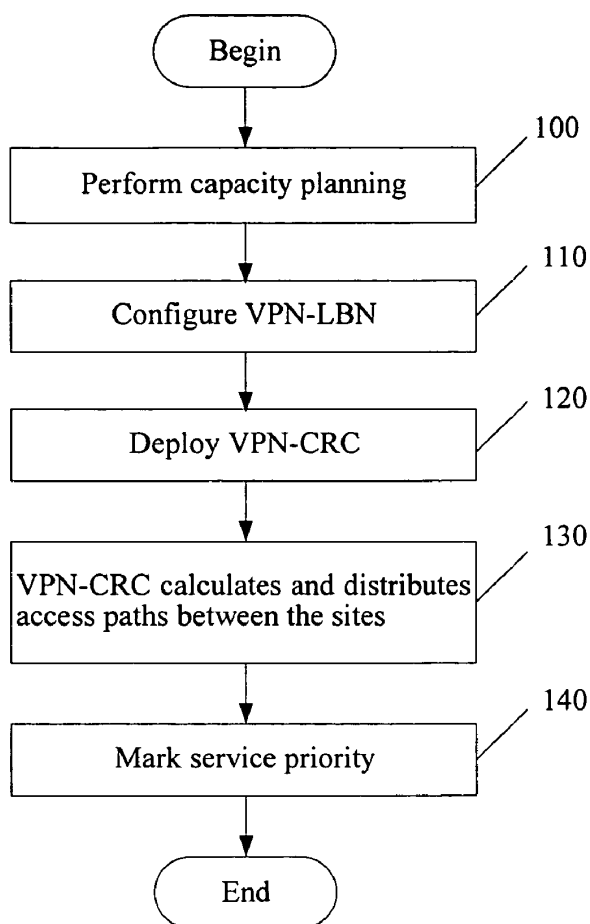 Begin
100
Perform capacity planning
110
Configure VPN-LBN
120
Deploy VPN-CRC
130
VPN-CRC calculates and distributes
access paths between the sites
140
Mark service priority
End